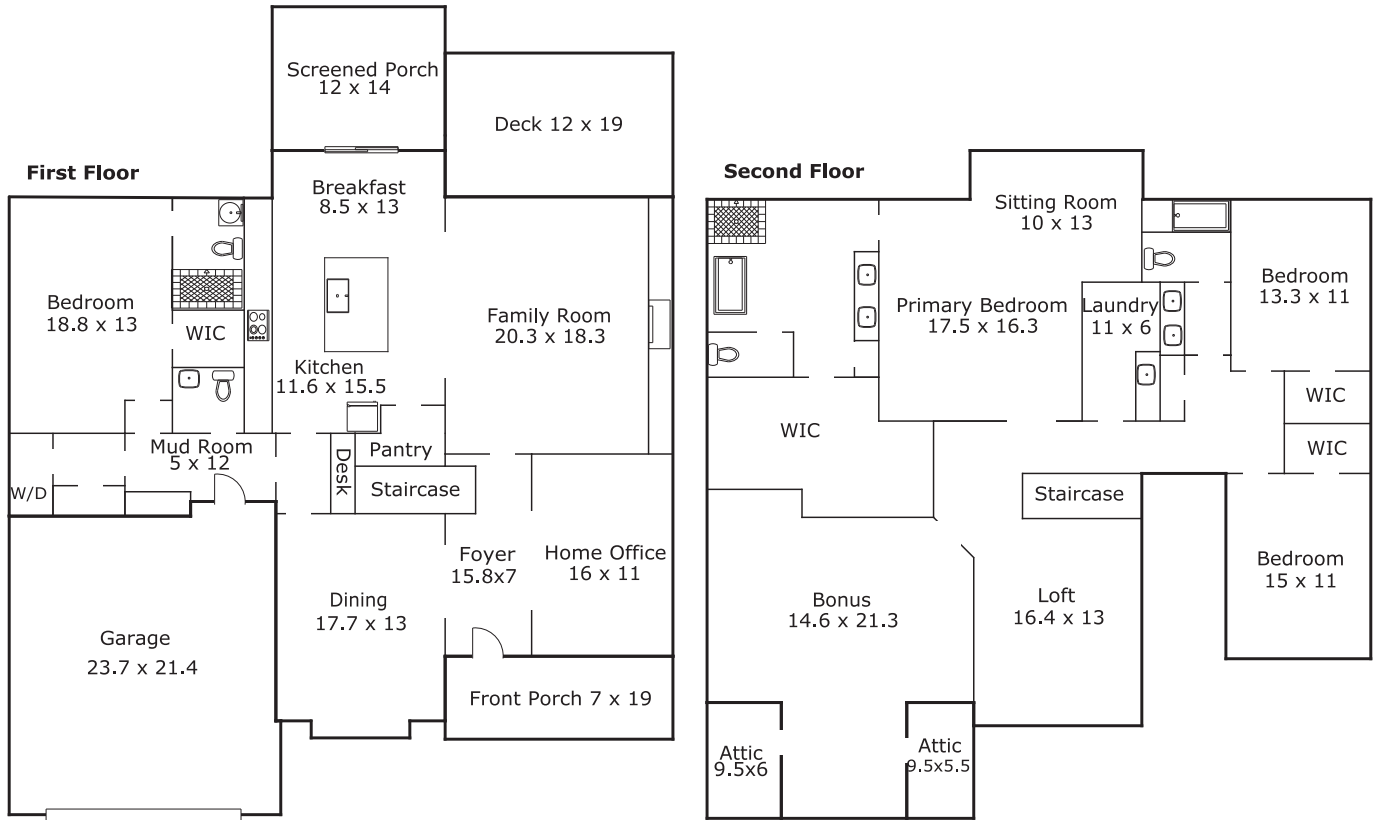 First Floor
Screened Porch
12 x 14
Deck 12 x 19
Breakfast
8.5 x 13
Bedroom
18.8 x 13
WIC
Family Room
20.3 x 18.3
Kitchen
11.6 x 15.5
Mud Room
5 x 12
Desk
Pantry
Staircase
W/D
Foyer
15.8x7
Home Office
16 x 11
Dining
17.7 x 13
Garage
23.7 x 21.4
Front Porch 7 x 19
Second Floor
Sitting Room
10 x 13
Primary Bedroom
17.5 x 16.3
Laundry
11 x 6
Bedroom
13.3 x 11
WIC
WIC
WIC
Staircase
Bedroom
15 x 11
Bonus
14.6 x 21.3
Loft
16.4 x 13
Attic
9.5x6
Attic
9.5x5.5